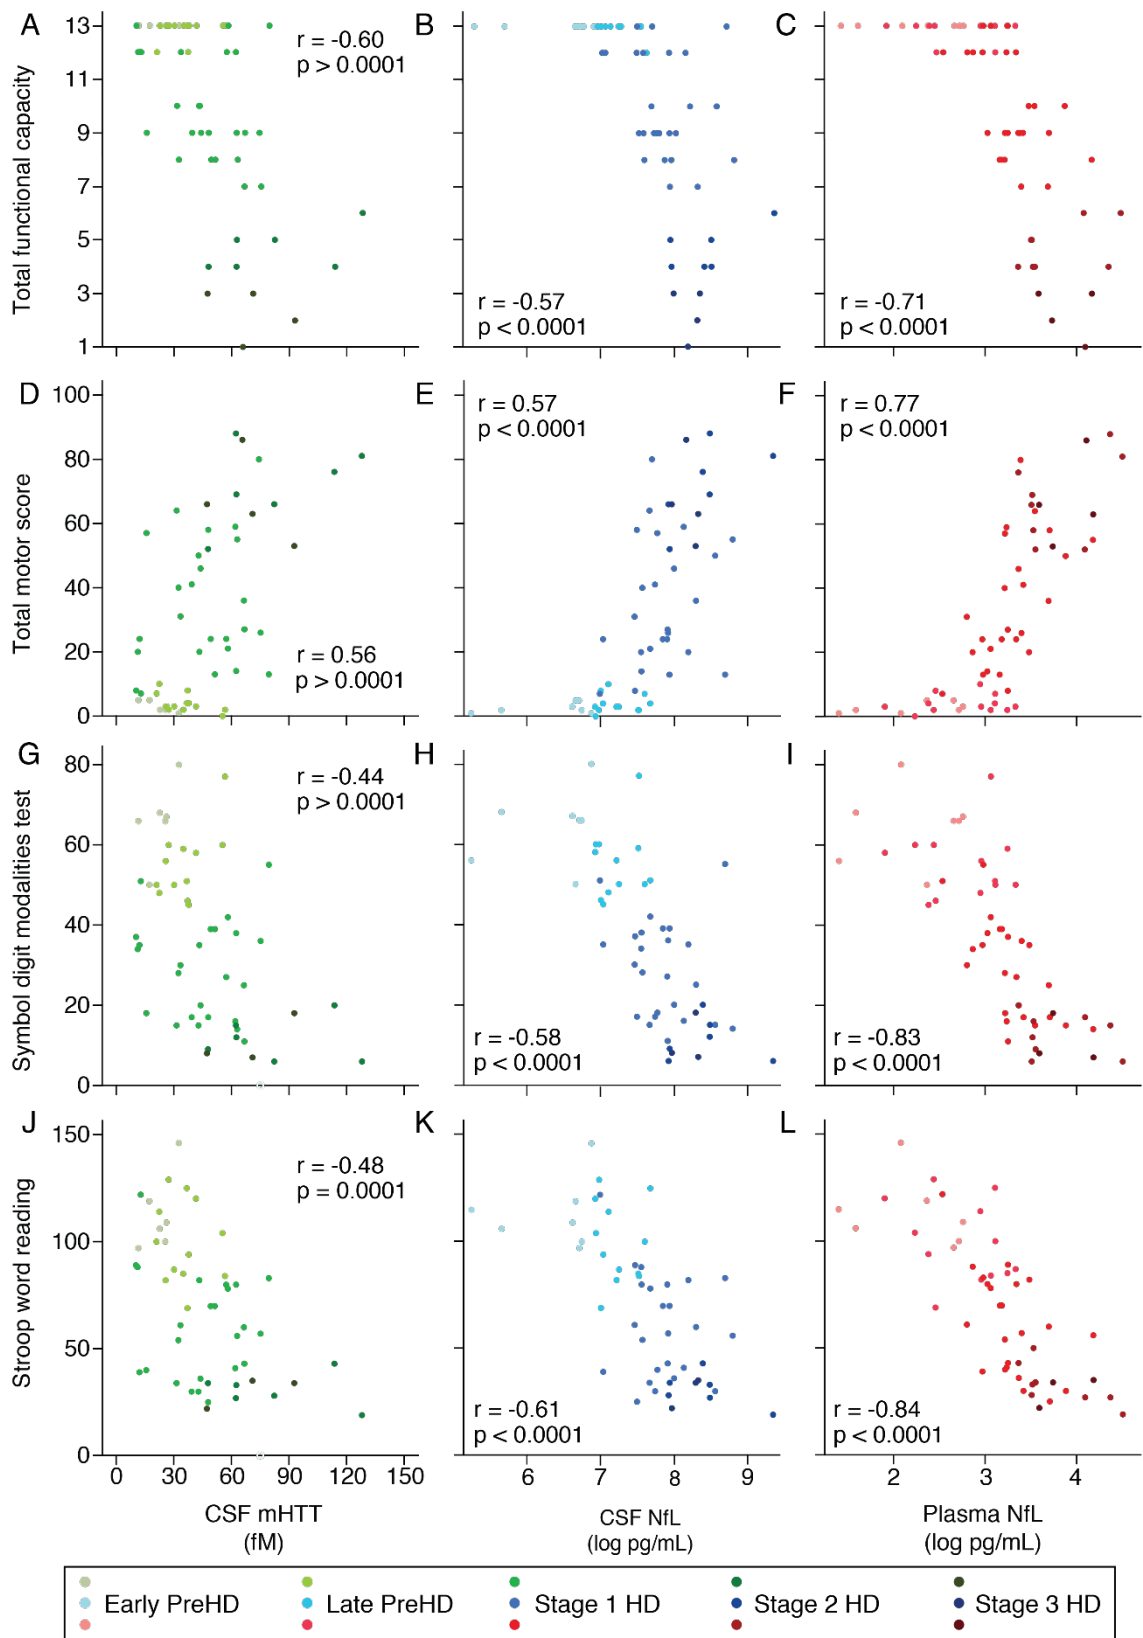 A
B
C
13
12
11
9
7
5
3
1
Total functional capacity
r = -0.60
p > 0.0001
r = -0.57
p < 0.0001
r = -0.71
p < 0.0001
D
E
F
100
80
60
40
20
0
Total motor score
r = 0.56
p > 0.0001
r = 0.57
p < 0.0001
r = 0.77
p < 0.0001
G
H
I
80
60
40
20
0
Symbol digit modalities test
r = -0.44
p > 0.0001
r = -0.58
p < 0.0001
r = -0.83
p < 0.0001
J
K
L
150
100
50
0
Stroop word reading
r = -0.48
p = 0.0001
r = -0.61
p < 0.0001
r = -0.84
p < 0.0001
0 30 60 90 120 150
6 7 8 9
2 3 4
CSF mHTT
(fM)
CSF NfL
(log pg/mL)
Plasma NfL
(log pg/mL)
Early PreHD Late PreHD Stage 1 HD Stage 2 HD Stage 3 HD